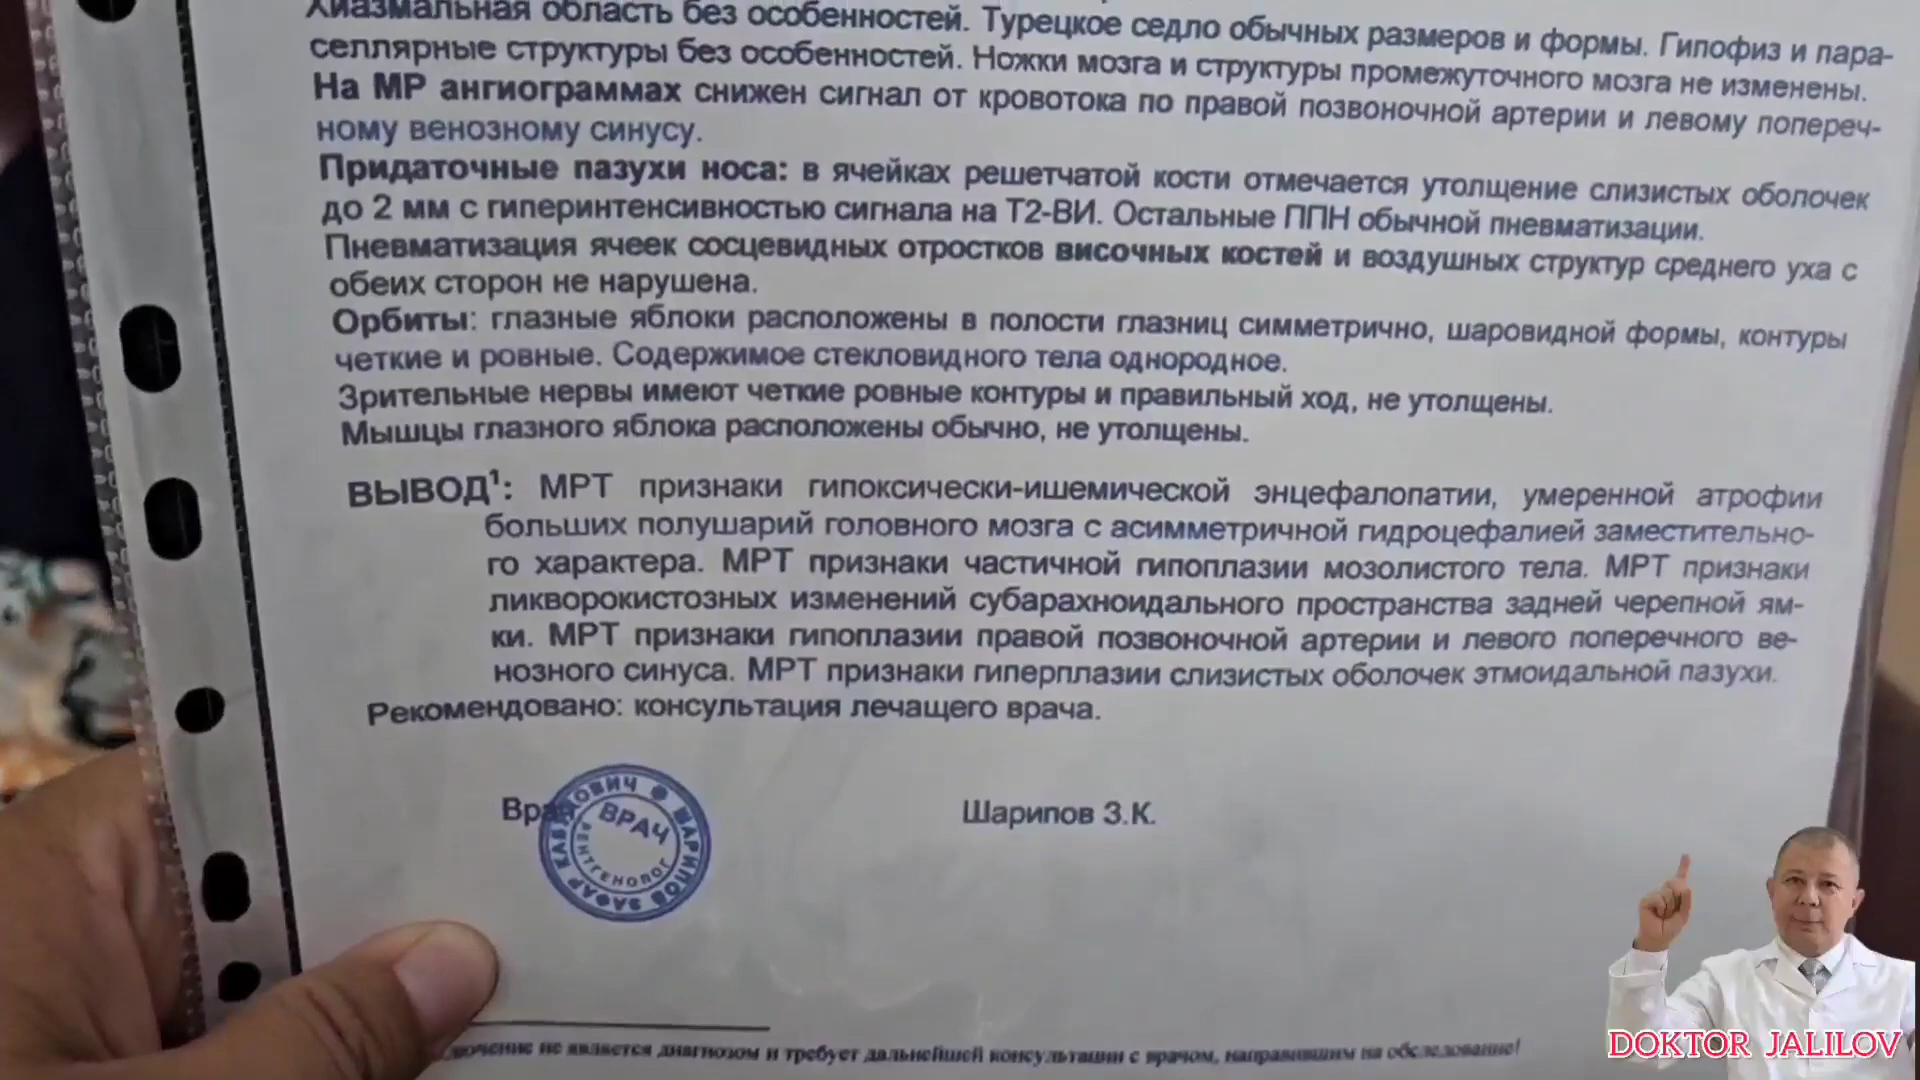 Хиазмальная область без особенностей. Турецкое седло обычных размеров и формы. Гипофиз и пара-
селлярные структуры без особенностей. Ножки мозга и структуры промежуточного мозга не изменены.
На МР ангиограммах снижен сигнал от кровотока по правой позвоночной артерии и левому попереч-
ному венозному синусу.
Придаточные пазухи носа: в ячейках решетчатой кости отмечается утолщение слизистых оболочек
до 2 мм с гиперинтенсивностью сигнала на Т2-ВИ. Остальные ППН обычной пневматизации.
Пневматизация ячеек сосцевидных отростков височных костей и воздушных структур среднего уха с
обеих сторон не нарушена.
Орбиты: глазные яблоки расположены в полости глазниц симметрично, шаровидной формы, контуры
четкие и ровные. Содержимое стекловидного тела однородное.
Зрительные нервы имеют четкие ровные контуры и правильный ход, не утолщены.
Мышцы глазного яблока расположены обычно, не утолщены.
ВЫВОД¹: МРТ признаки гипоксически-ишемической энцефалопатии, умеренной атрофии
больших полушарий головного мозга с асимметричной гидроцефалией заместительно-
го характера. МРТ признаки частичной гипоплазии мозолистого тела. МРТ признаки
ликворокистозных изменений субарахноидального пространства задней черепной ям-
ки. МРТ признаки гипоплазии правой позвоночной артерии и левого поперечного ве-
нозного синуса. МРТ признаки гиперплазии слизистых оболочек этмоидальной пазухи.
Рекомендовано: консультация лечащего врача.
Шарипов З.К.
ВРАЧ
РЕНТГЕНОЛОГ
ШАРИПОВ ЗАФАР
не является диагнозом и требует дальнейшей консультации с врачом, направившим на обследование!
DOKTOR JALILOV